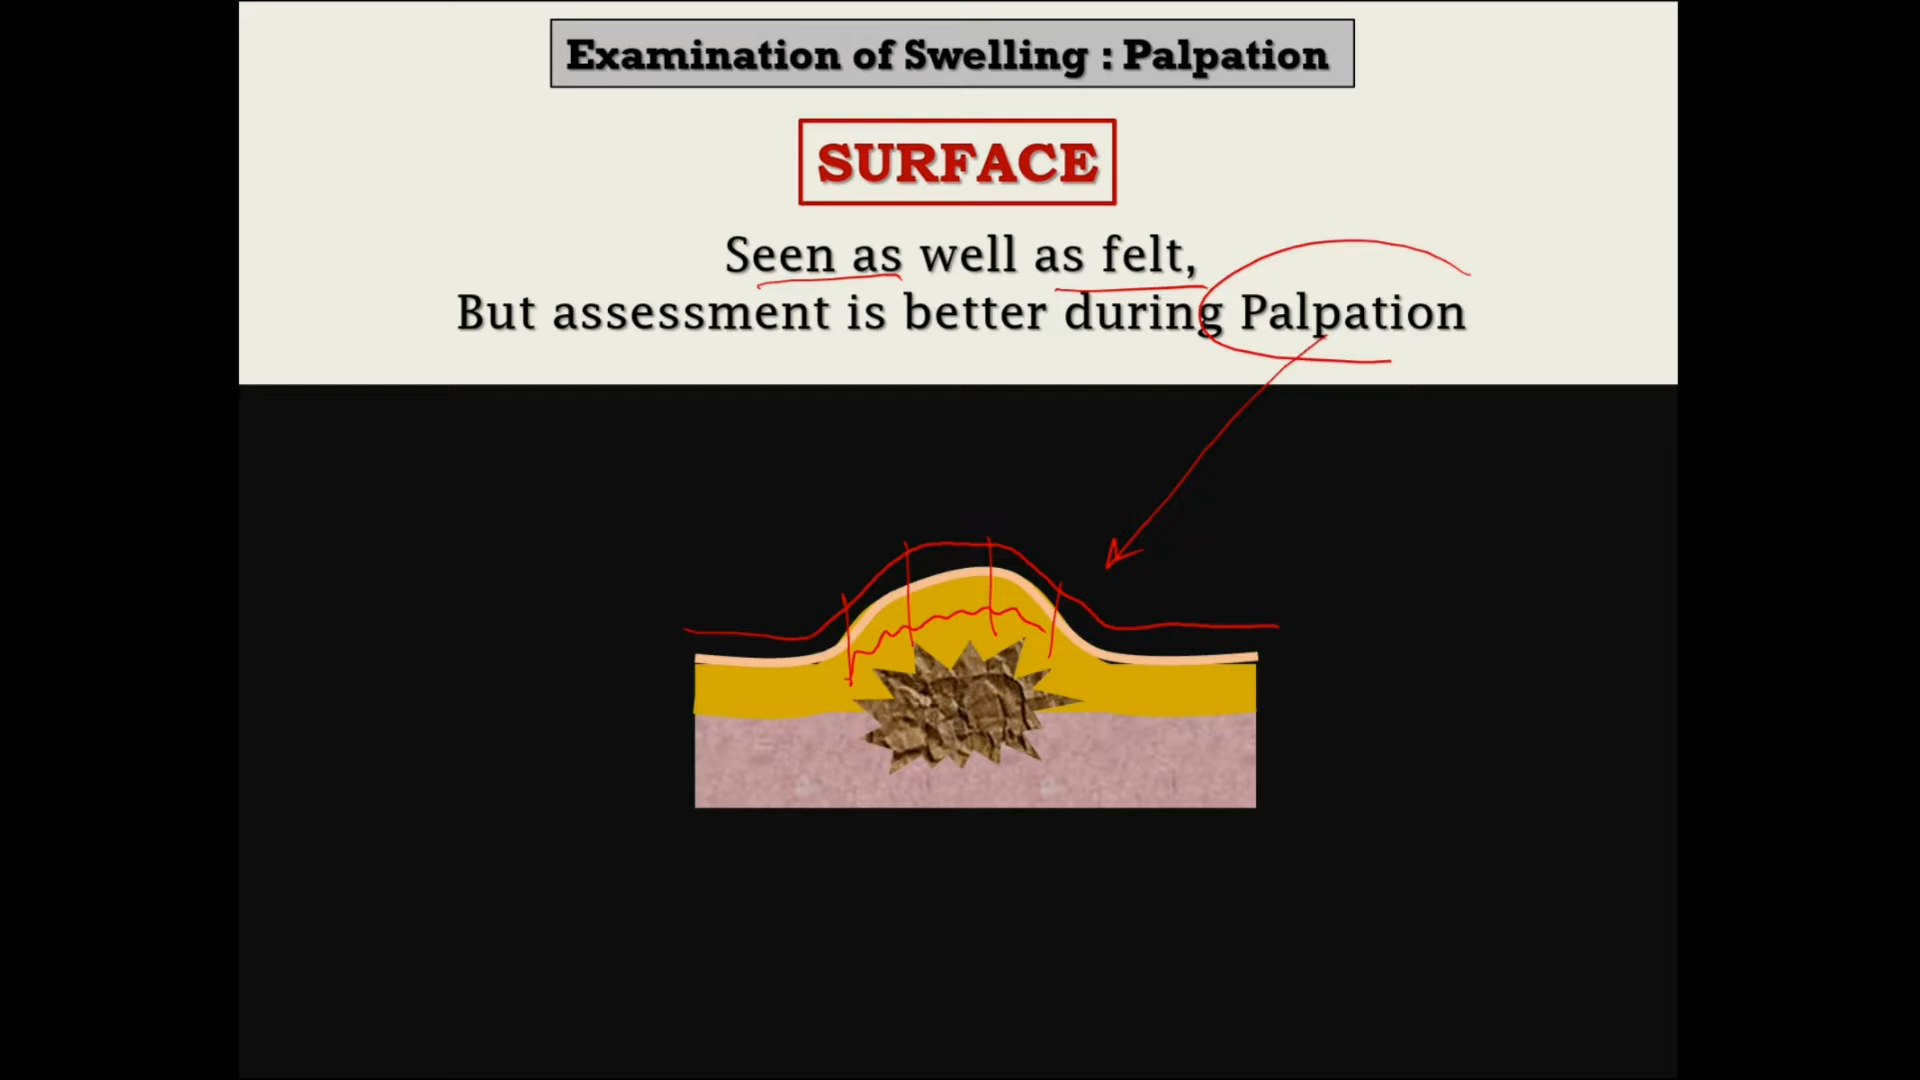 Examination of Swelling : Palpation
SURFACE
Seen as well as felt,
But assessment is better during Palpation